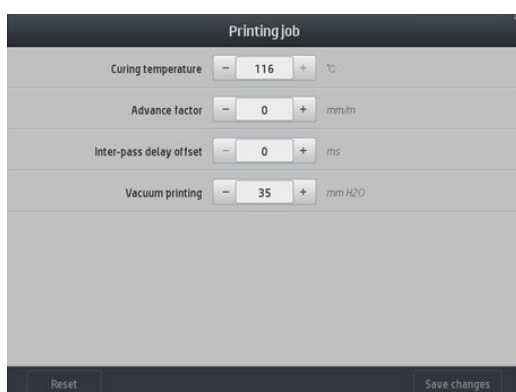 Printing job
Curing temperature - 116 + °C
Advance factor - 0 + mm/m
Inter-pass delay offset - 0 + ms
Vacuum printing - 35 + mm H2O
Reset Save changes